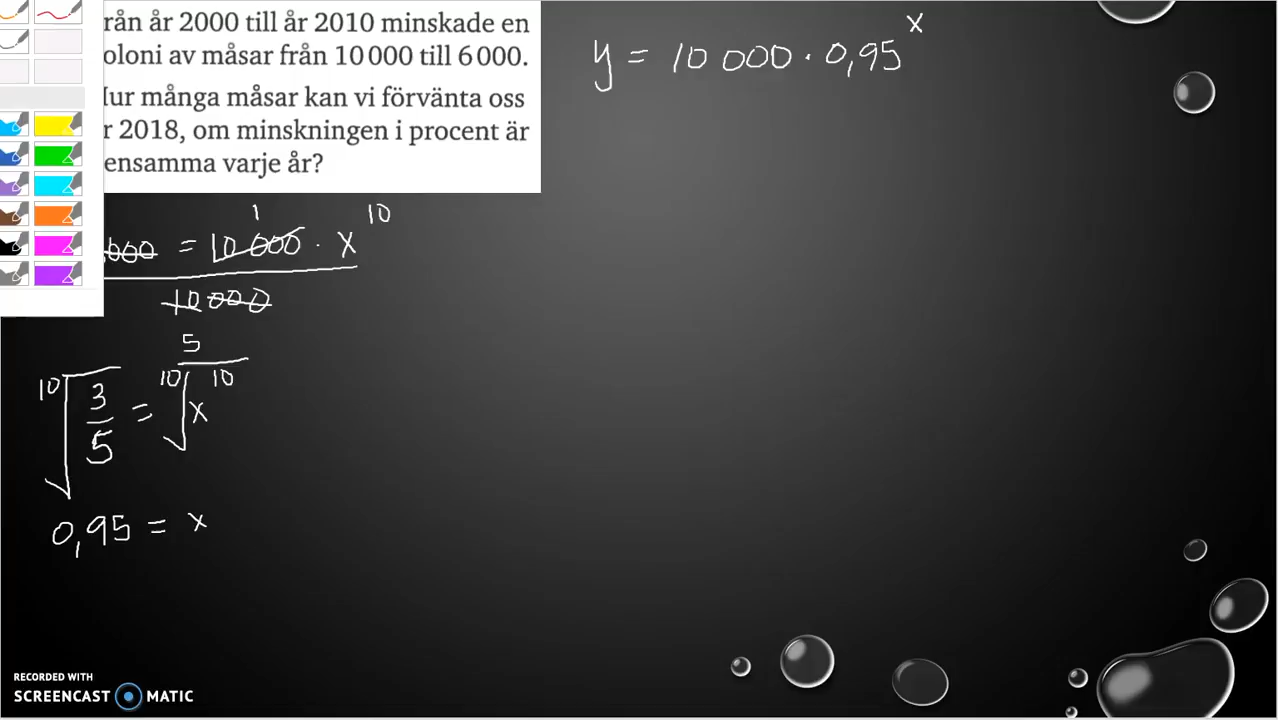 rån år 2000 till år 2010 minskade en
oloni av måsar från 10 000 till 6 000.
ur många måsar kan vi förvänta oss
r 2018, om minskningen i procent är
ensamma varje år?
y = 10 000 · 0,95^x
000 = 10 000 · x^10
1
10 000
5
10√(3/5) = 10√(x^10)
0,95 = x
RECORDED WITH
SCREENCAST MATIC